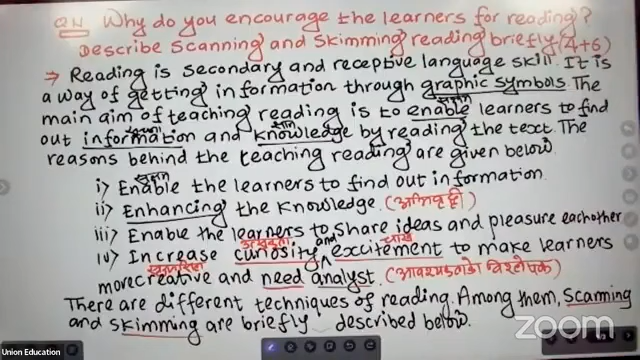 QN Why do you encourage the learners for reading?
Describe Scanning and Skimming reading briefly (4+6)
⇒ Reading is secondary and receptive language skill. It is
a way of getting information through graphic symbols. The
main aim of teaching reading is to enable learners to find
out information and knowledge by reading the text. The
reasons behind the teaching reading are given below.
i) Enable the learners to find out information.
ii) Enhancing the knowledge. (अभिवृद्धी)
iii) Enable the learners to share ideas and pleasure eachother
iv) Increase curiosity and excitement to make learners
more creative and need analyst.
There are different techniques of reading. Among them, Scanning
and skimming are briefly described below.
zoom
Union Education